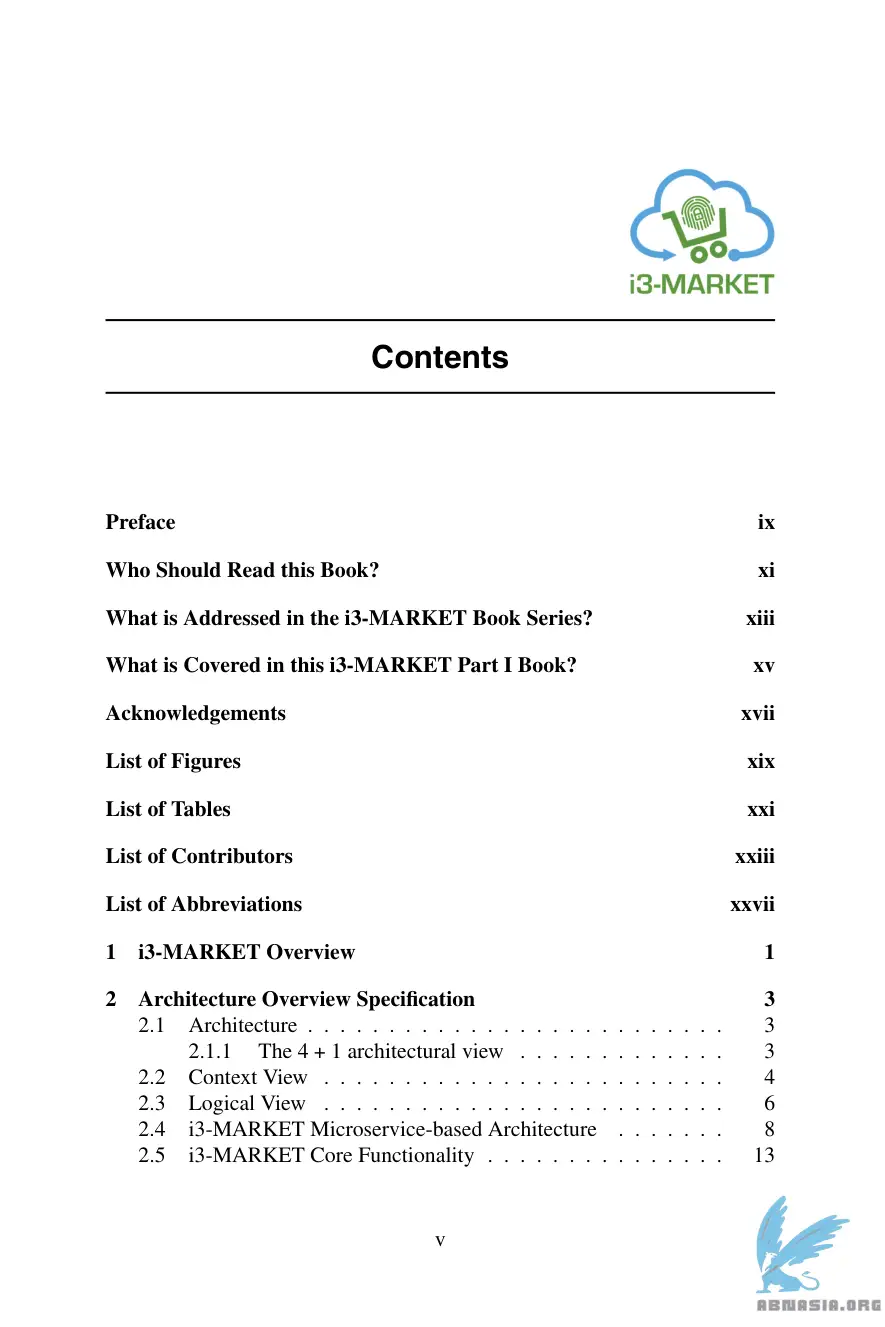 i3-MARKET
Contents
Preface ix
Who Should Read this Book? xi
What is Addressed in the i3-MARKET Book Series? xiii
What is Covered in this i3-MARKET Part I Book? xv
Acknowledgements xvii
List of Figures xix
List of Tables xxi
List of Contributors xxiii
List of Abbreviations xxvii
1 i3-MARKET Overview 1
2 Architecture Overview Specification 3
2.1 Architecture . . . . . . . . . . . . . . . . . . . . . . . . . . 3
2.1.1 The 4 + 1 architectural view . . . . . . . . . . . . . 3
2.2 Context View . . . . . . . . . . . . . . . . . . . . . . . . . 4
2.3 Logical View . . . . . . . . . . . . . . . . . . . . . . . . . 6
2.4 i3-MARKET Microservice-based Architecture . . . . . . . 8
2.5 i3-MARKET Core Functionality . . . . . . . . . . . . . . . 13
v
ABNASIA.ORG